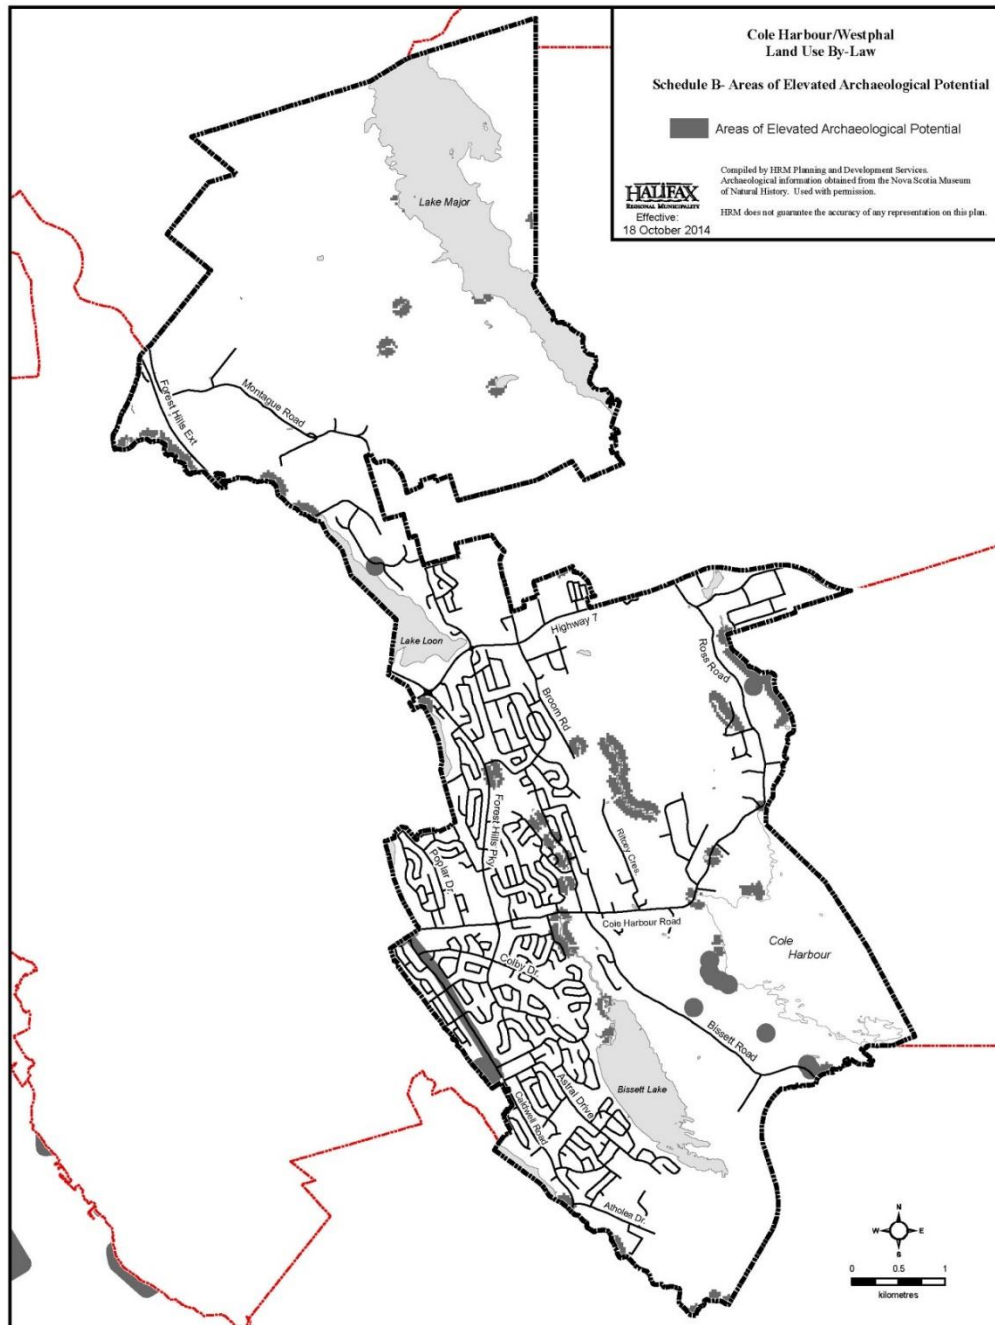 Cole Harbour/Westphal
Land Use By-Law
Schedule B- Areas of Elevated Archaeological Potential
Areas of Elevated Archaeological Potential
Compiled by HRM Planning and Development Services.
Archaeological information obtained from the Nova Scotia Museum
of Natural History. Used with permission.
HRM does not guarantee the accuracy of any representation on this plan.
HALIFAX
REGIONAL MUNICIPALITY
Effective:
18 October 2014
Lake Major
Forest Hills Ext
Montague Road
Lake Loon
Highway 7
Ross Road
Broom Rd
Forest Hills Pky
Poplar Dr.
Ritcey Cres.
Cole Harbour Road
Cole
Harbour
Colby Dr.
Bissett Road
Bissett Lake
Astral Drive
Caldwell Road
Atholea Dr.
N
W
E
S
0 0.5 1
kilometres